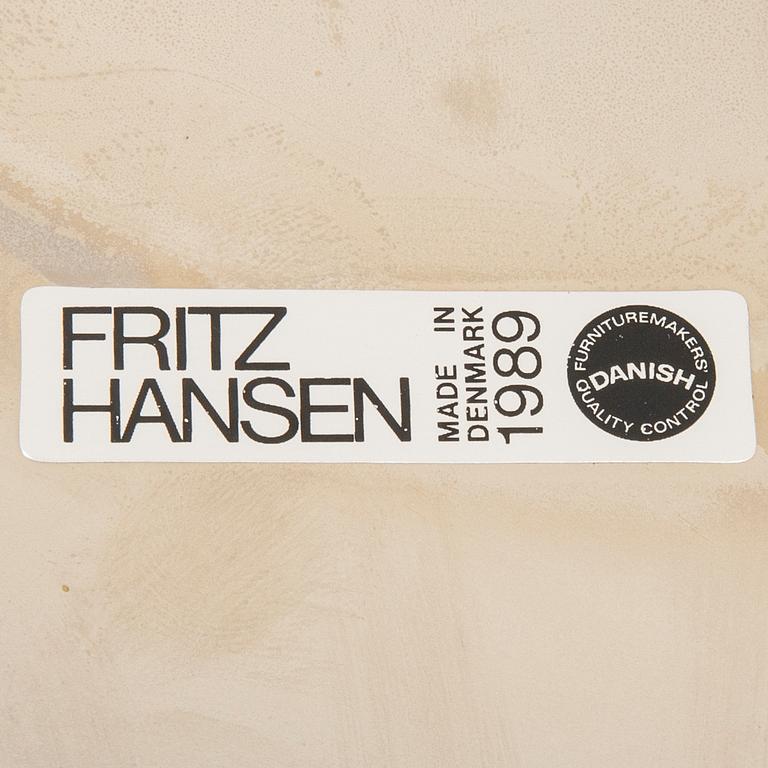 FRITZ
HANSEN
MADE IN
DENMARK
1989
FURNITUREMAKERS'
DANISH
QUALITY CONTROL